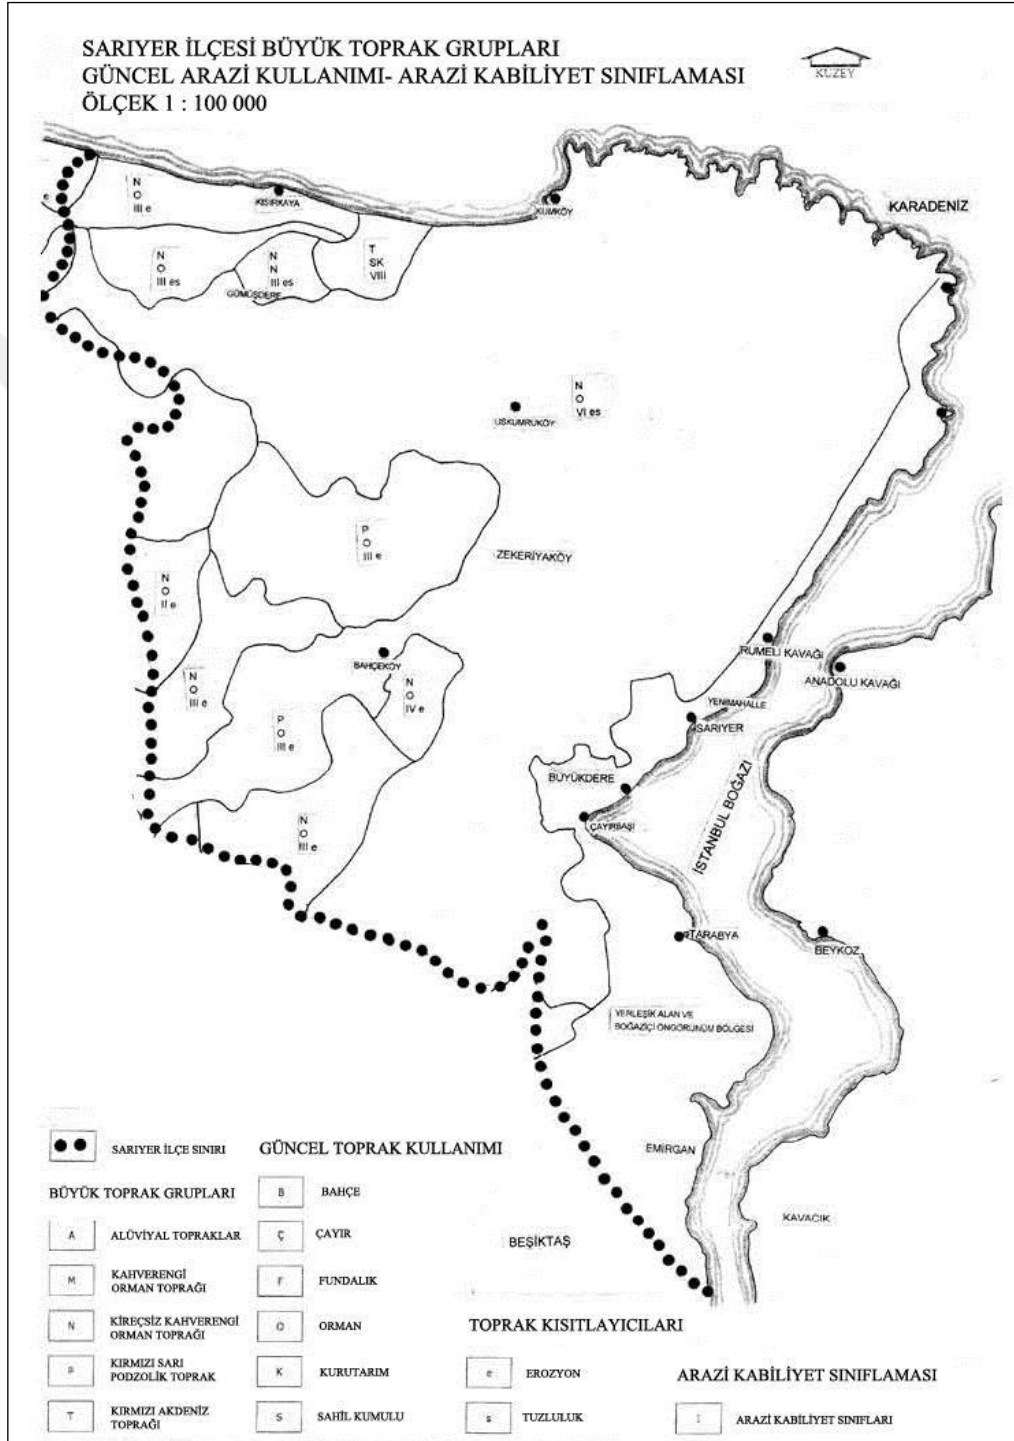 SARIYER İLÇESİ BÜYÜK TOPRAK GRUPLARI
GÜNCEL ARAZİ KULLANIMI- ARAZİ KABİLİYET SINIFLAMASI
ÖLÇEK 1 : 100 000
KUZEY
KARADENİZ
e
N
O
III e
KISIRKAYA
KUMKÖY
N
O
III es
N
N
III es
GÜMÜŞDERE
T
SK
VIII
N
O
VI es
USKUMRUKÖY
P
O
III e
ZEKERİYAKÖY
N
O
II e
BAHÇEKÖY
N
O
III e
N
O
IV e
P
O
III e
N
O
III e
RUMELİ KAVAĞI
ANADOLU KAVAĞI
YENİMAHALLE
SARIYER
BÜYÜKDERE
ÇAYIRBAŞI
İSTANBUL BOĞAZI
TARABYA
BEYKOZ
YERLEŞİK ALAN VE
BOĞAZİÇİ ÖNGÖRÜNÜM BÖLGESİ
EMİRGAN
KAVACIK
BEŞİKTAŞ
SARIYER İLÇE SINIRI
BÜYÜK TOPRAK GRUPLARI
A ALÜVİYAL TOPRAKLAR
M KAHVERENGİ
ORMAN TOPRAĞI
N KİREÇSİZ KAHVERENGİ
ORMAN TOPRAĞI
P KIRMIZI SARI
PODZOLİK TOPRAK
T KIRMIZI AKDENİZ
TOPRAĞI
GÜNCEL TOPRAK KULLANIMI
B BAHÇE
Ç ÇAYIR
F FUNDALIK
O ORMAN
K KURUTARIM
S SAHİL KUMULU
TOPRAK KISITLAYICILARI
e EROZYON
s TUZLULUK
ARAZİ KABİLİYET SINIFLAMASI
I ARAZİ KABİLİYET SINIFLARI